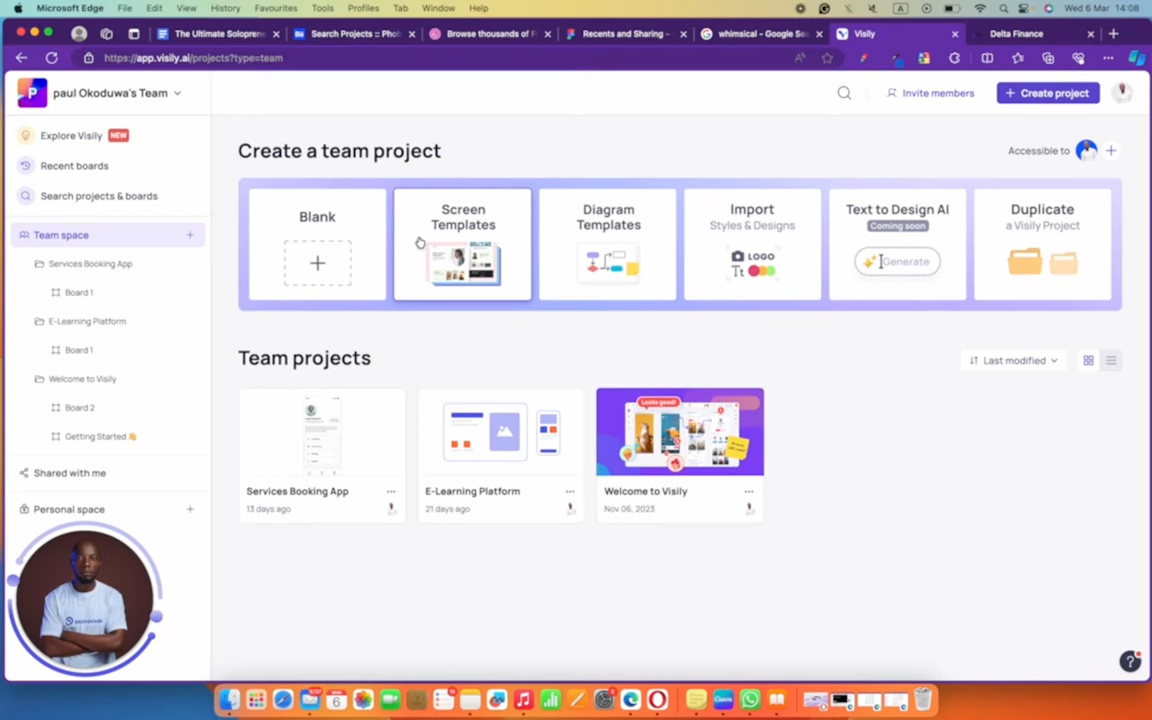 Microsoft Edge File Edit View History Favourites Tools Profiles Tab Window Help
A
Wed 6 Mar 14:08
The Ultimate Soloprene
Search Projects :: Phot
Browse thousands of F
Recents and Sharing –
whimsical - Google Se
Visily
Delta Finance
https://app.visily.ai/projects?type=team
P
paul Okoduwa's Team
Invite members
+ Create project
Explore Visily NEW
Recent boards
Search projects & boards
Team space
Services Booking App
Board 1
E-Learning Platform
Board 1
Welcome to Visily
Board 2
Getting Started
Shared with me
Personal space
Create a team project
Accessible to
Blank
Screen
Templates
Diagram
Templates
Import
Styles & Designs
LOGO
Tt
Text to Design AI
Coming soon
Generate
Duplicate
a Visily Project
Team projects
Last modified
Services Booking App
13 days ago
E-Learning Platform
21 days ago
Looks good!
Welcome to Visily
Nov 06, 2023